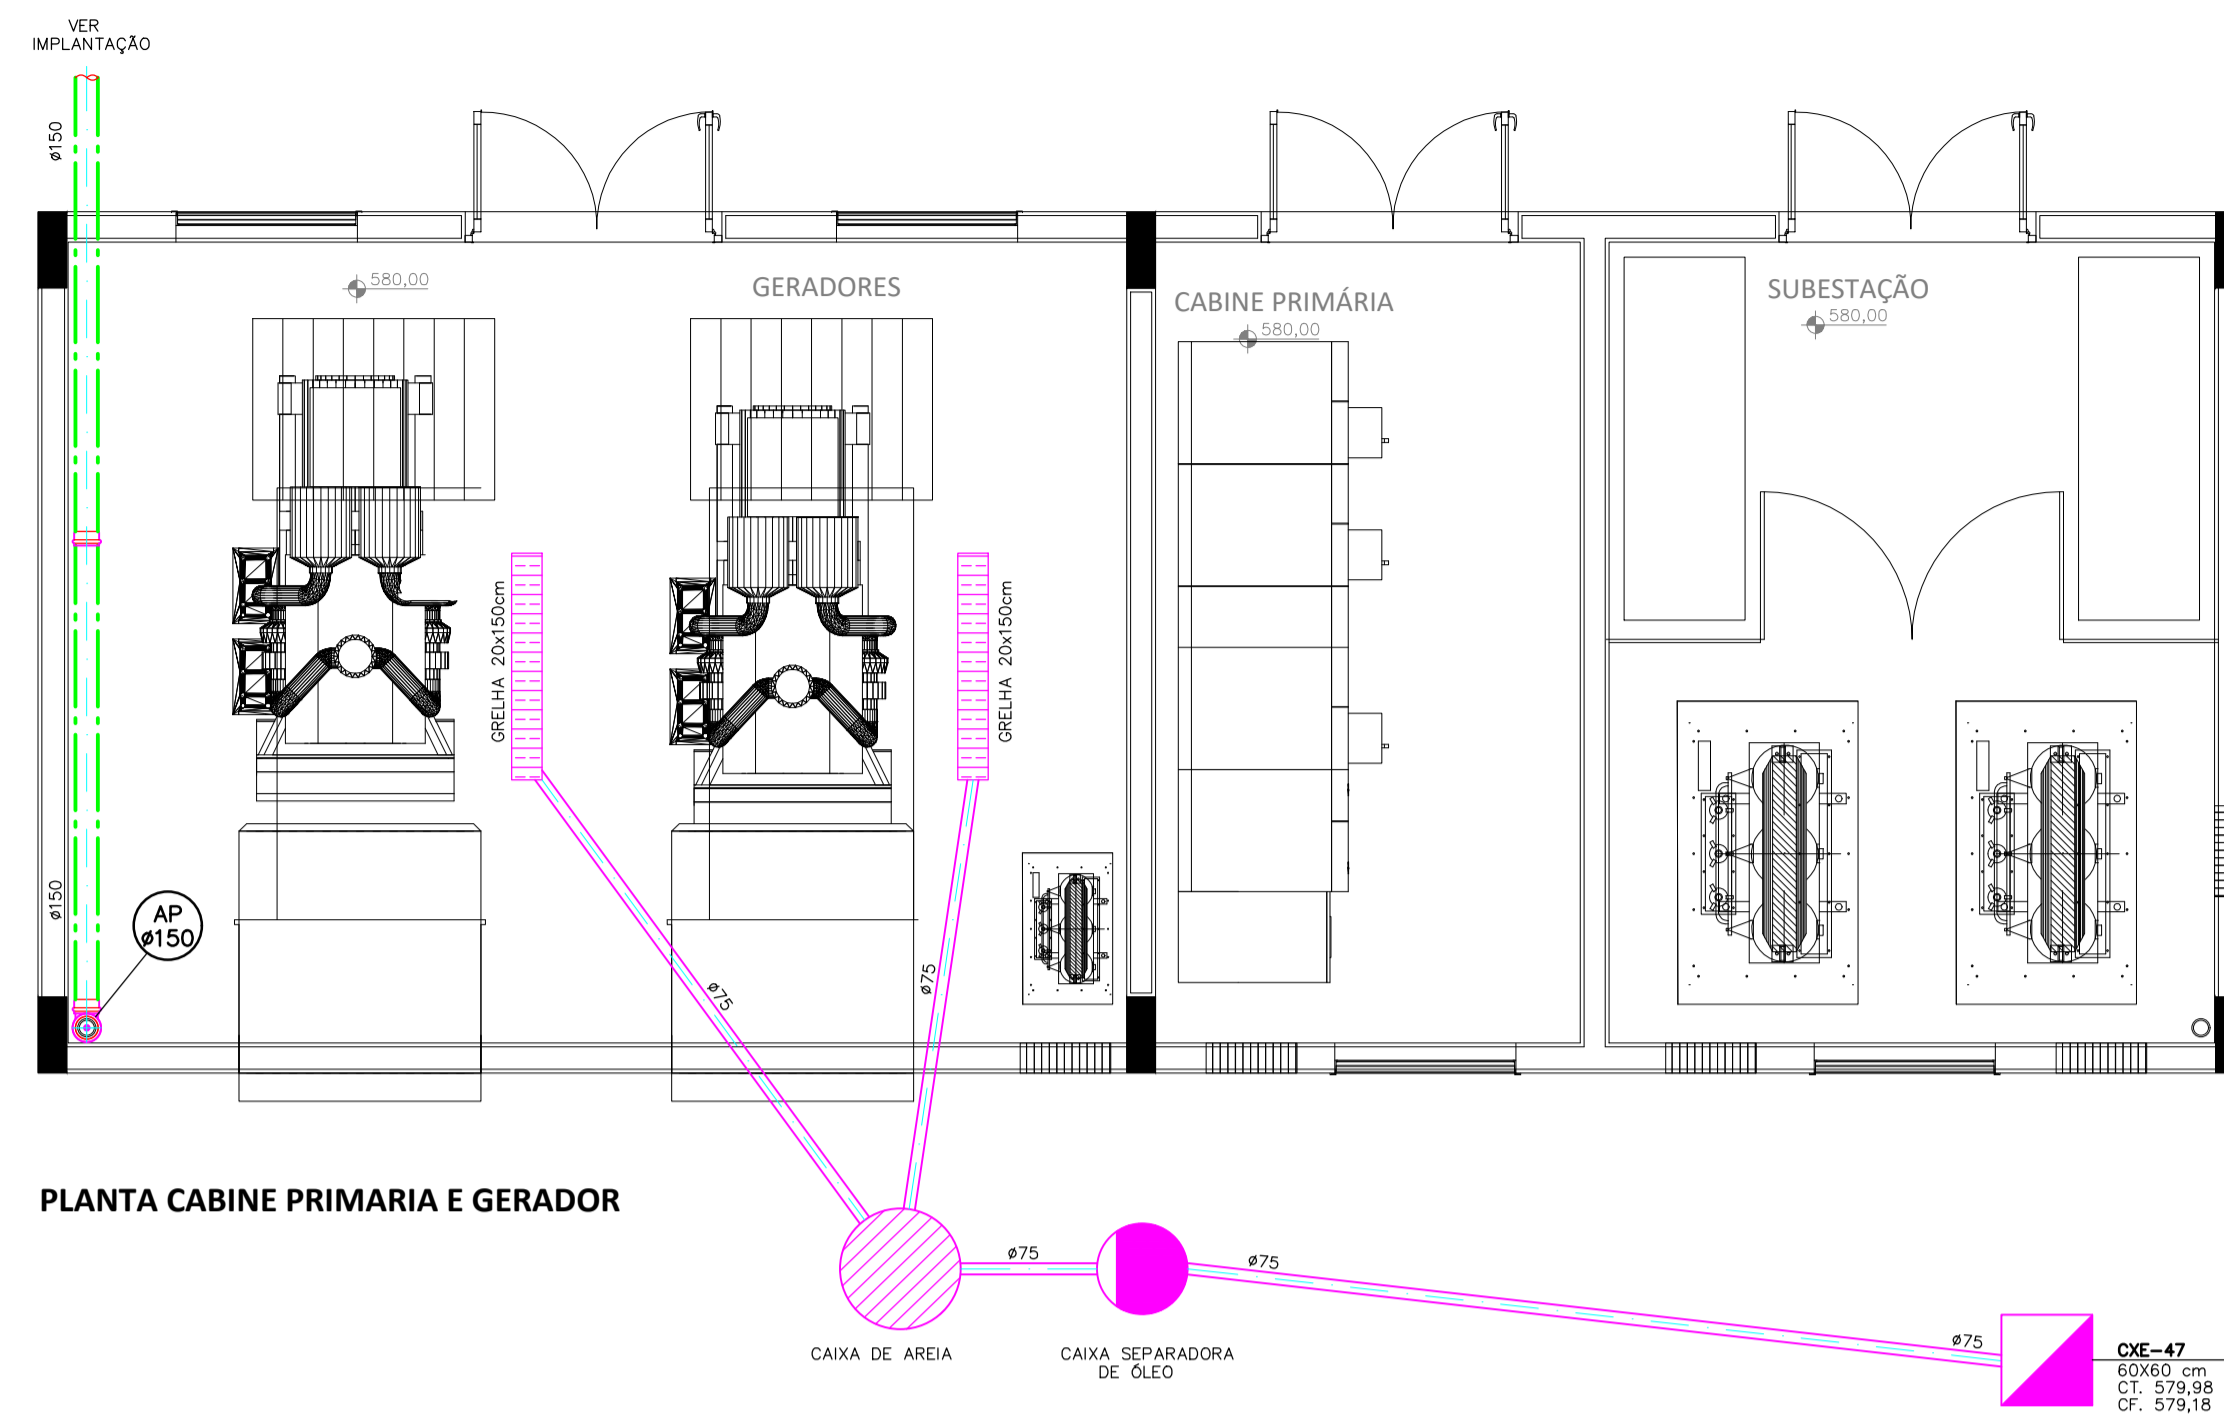 VER
IMPLANTAÇÃO
ø150
580,00
GERADORES
CABINE PRIMÁRIA
580,00
SUBESTAÇÃO
580,00
GRELHA 20x150cm
GRELHA 20x150cm
ø150
AP
ø150
ø75
ø75
PLANTA CABINE PRIMARIA E GERADOR
ø75
ø75
ø75
CAIXA DE AREIA
CAIXA SEPARADORA
DE ÓLEO
CXE-47
60X60 cm
CT. 579,98
CF. 579,18